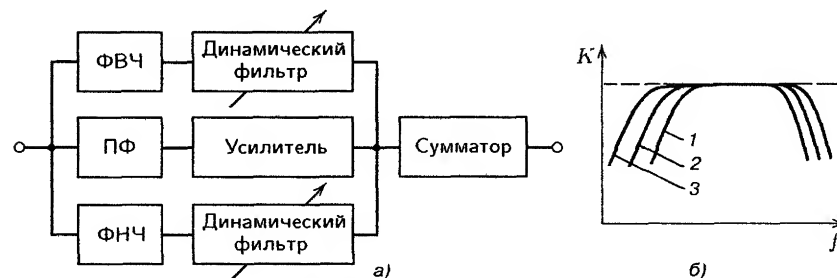 ФВЧ
Динамический
фильтр
ПФ
Усилитель
Сумматор
ФНЧ
Динамический
фильтр
а)
K
1
2
3
f
б)